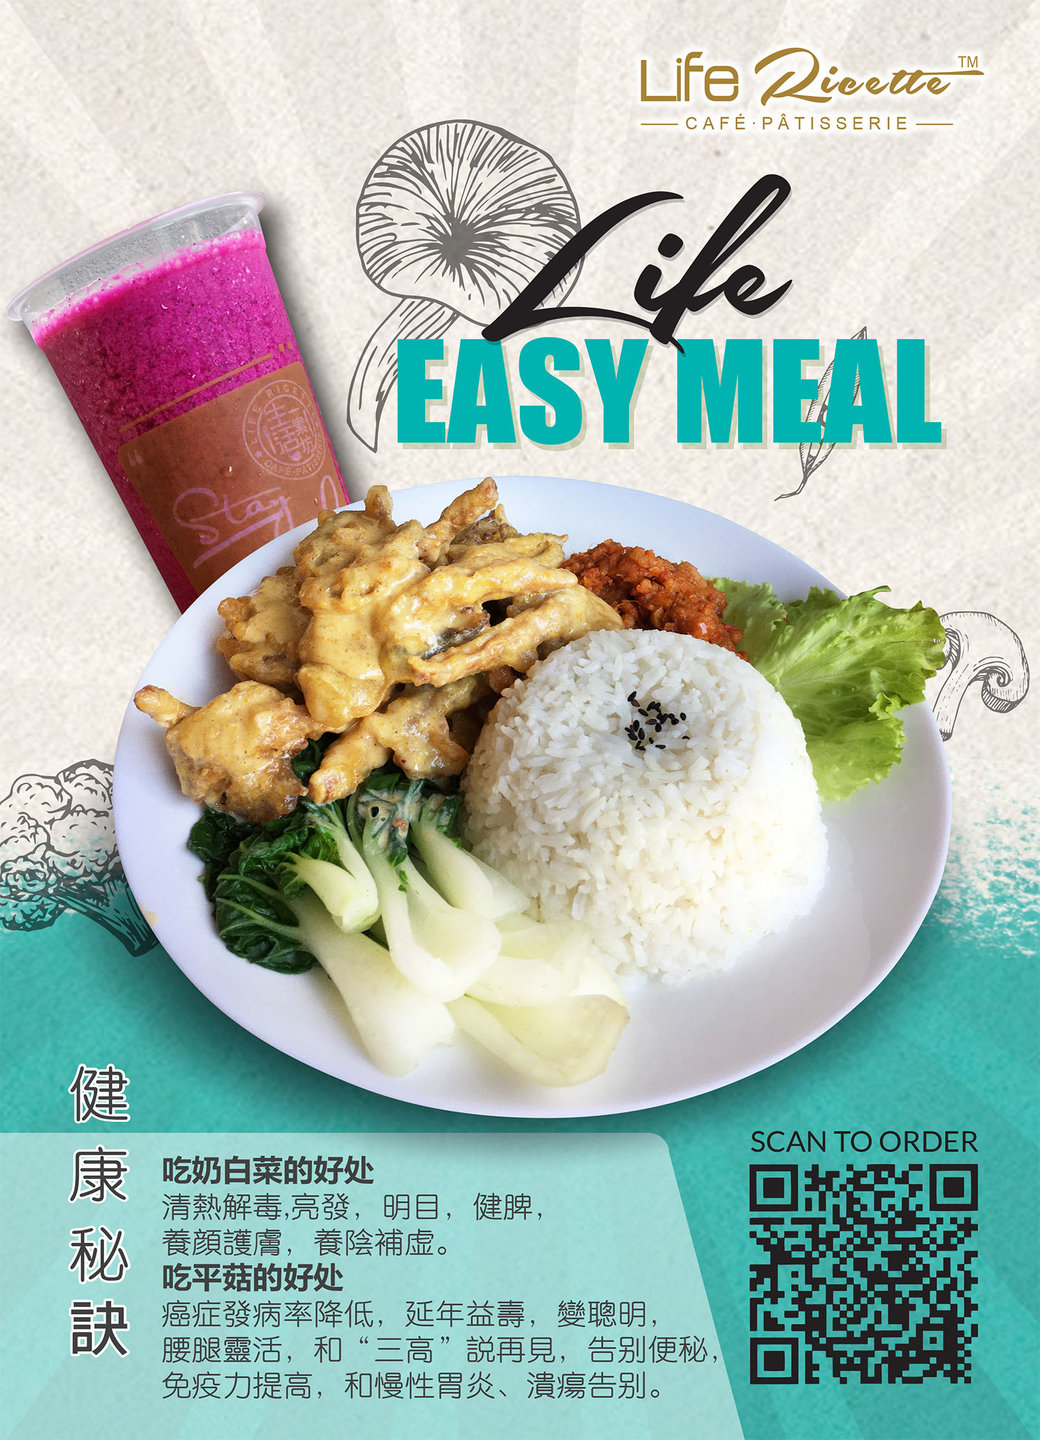 Life Ricette™
CAFÉ·PÂTISSERIE
Life
EASY MEAL
Stay
健康秘訣
吃奶白菜的好处
清熱解毒,亮發，明目，健脾，
養顔護膚，養陰補虚。
吃平菇的好处
癌症發病率降低，延年益壽，變聰明，
腰腿靈活，和“三高”説再見，告别便秘，
免疫力提高，和慢性胃炎、潰瘍告别。
SCAN TO ORDER